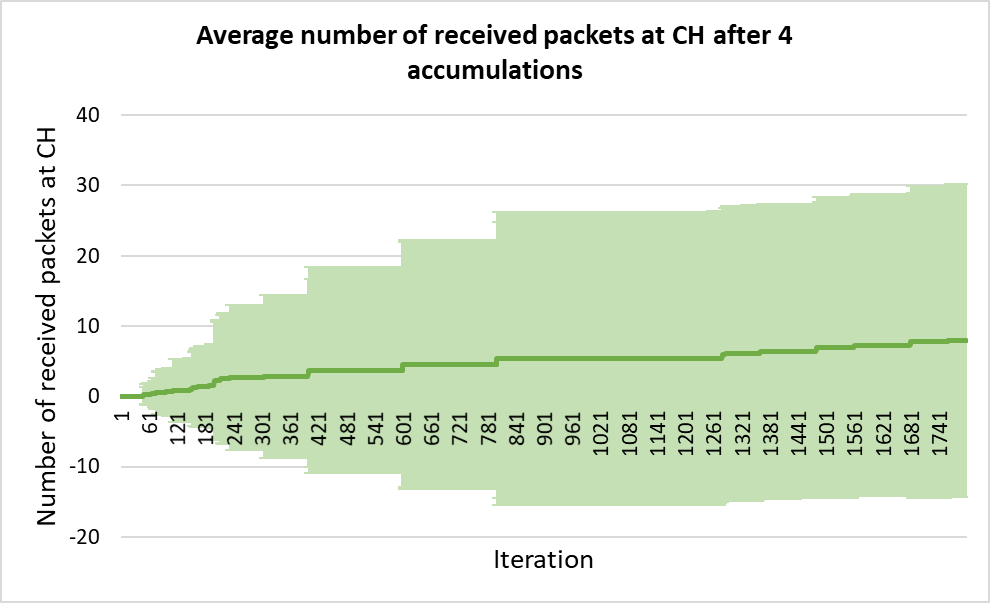 Average number of received packets at CH after 4
accumulations
Number of received packets at CH
40
30
20
10
0
-10
-20
1 61 121 181 241 301 361 421 481 541 601 661 721 781 841 901 961 1021 1081 1141 1201 1261 1321 1381 1441 1501 1561 1621 1681 1741
Iteration